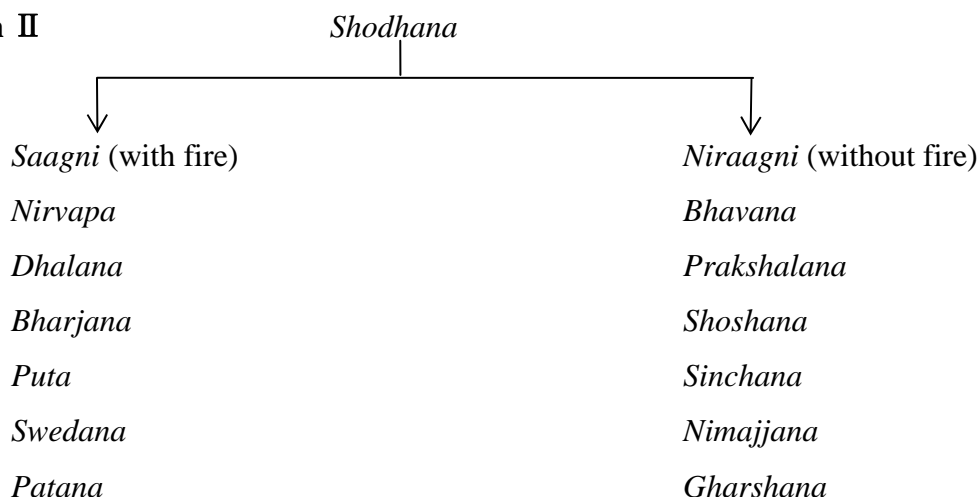 n Ⅱ
Shodhana
Saagni (with fire)
Nirvapa
Dhalana
Bharjana
Puta
Swedana
Patana
Niraagni (without fire)
Bhavana
Prakshalana
Shoshana
Sinchana
Nimajjana
Gharshana